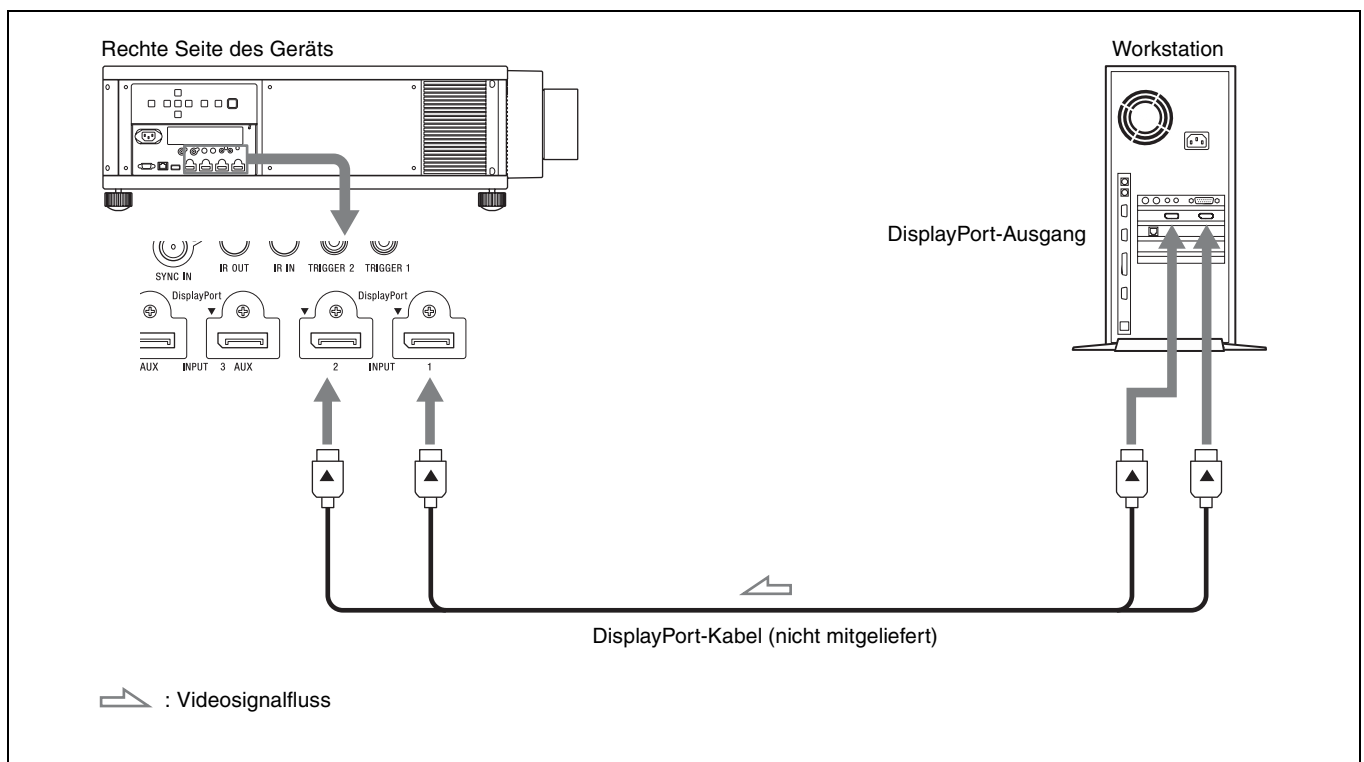 Rechte Seite des Geräts
Workstation
DisplayPort-Ausgang
SYNC IN
IR OUT
IR IN
TRIGGER 2
TRIGGER 1
DisplayPort
DisplayPort
AUX
INPUT
3
AUX
2
INPUT
1
DisplayPort-Kabel (nicht mitgeliefert)
: Videosignalfluss